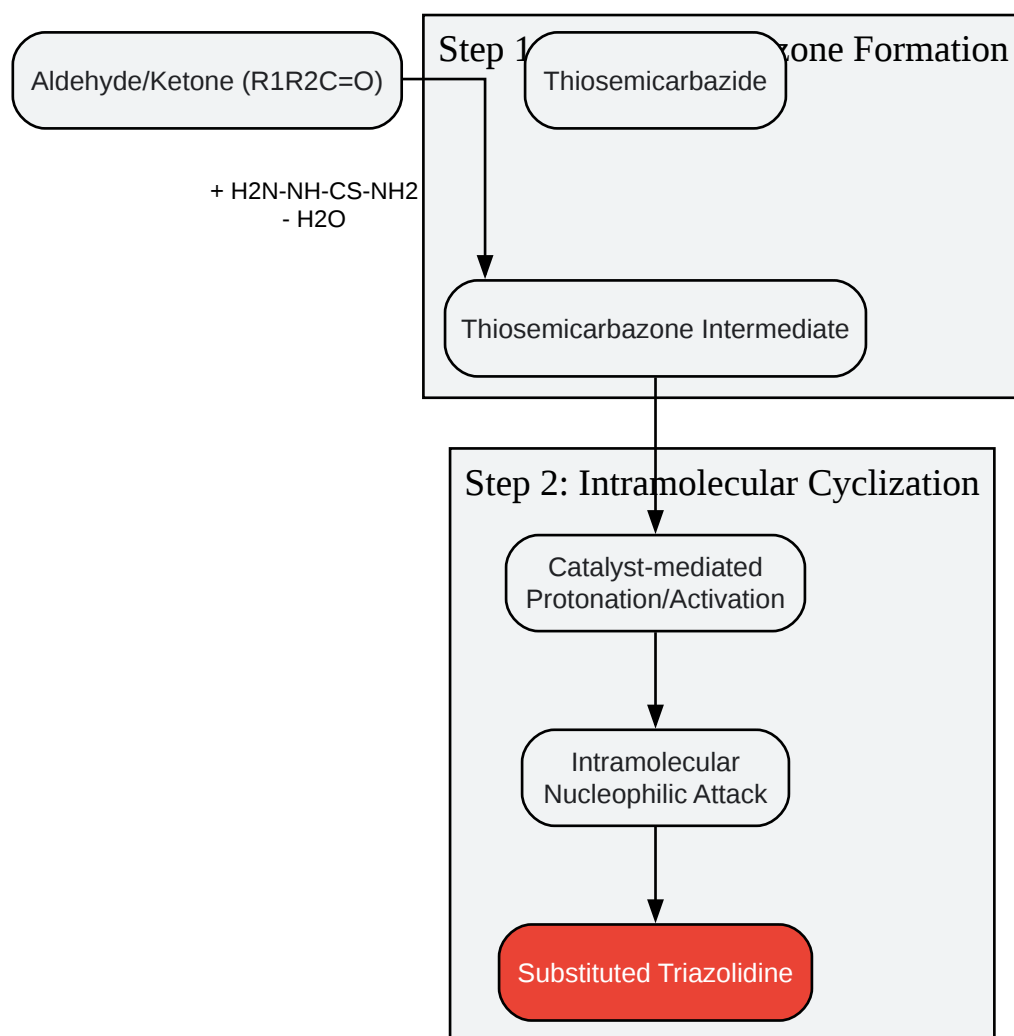 Step 1
zone Formation
Aldehyde/Ketone (R1R2C=O)
Thiosemicarbazide
+ H2N-NH-CS-NH2
- H2O
Thiosemicarbazone Intermediate
Step 2: Intramolecular Cyclization
Catalyst-mediated
Protonation/Activation
Intramolecular
Nucleophilic Attack
Substituted Triazolidine